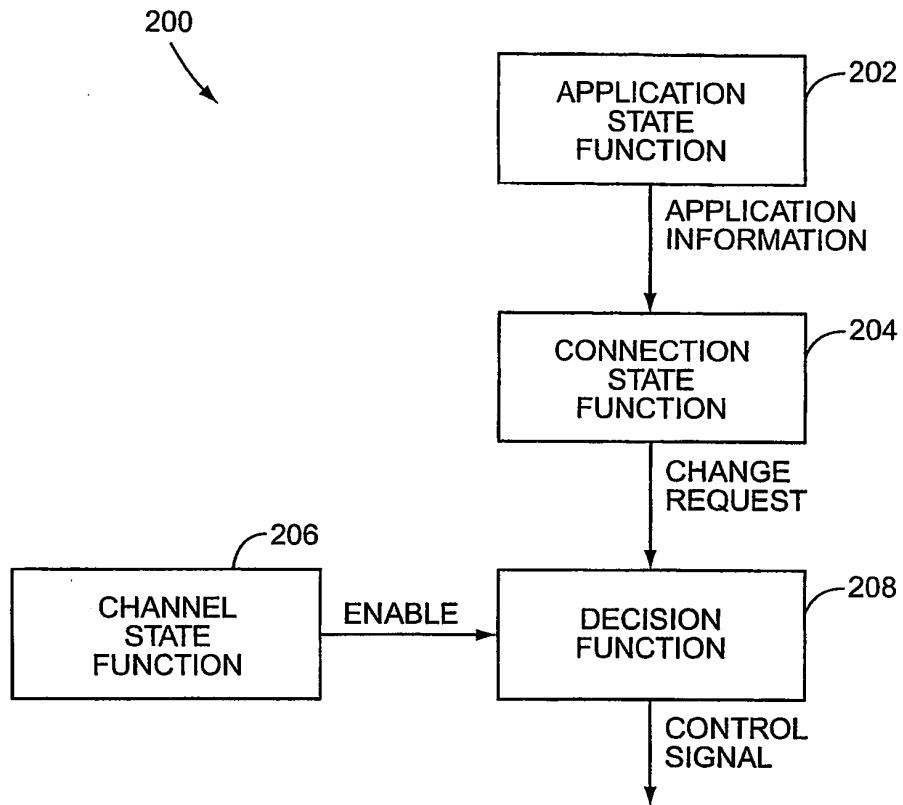 200
202
APPLICATION
STATE
FUNCTION
APPLICATION
INFORMATION
204
CONNECTION
STATE
FUNCTION
CHANGE
REQUEST
206
CHANNEL
STATE
FUNCTION
ENABLE
208
DECISION
FUNCTION
CONTROL
SIGNAL